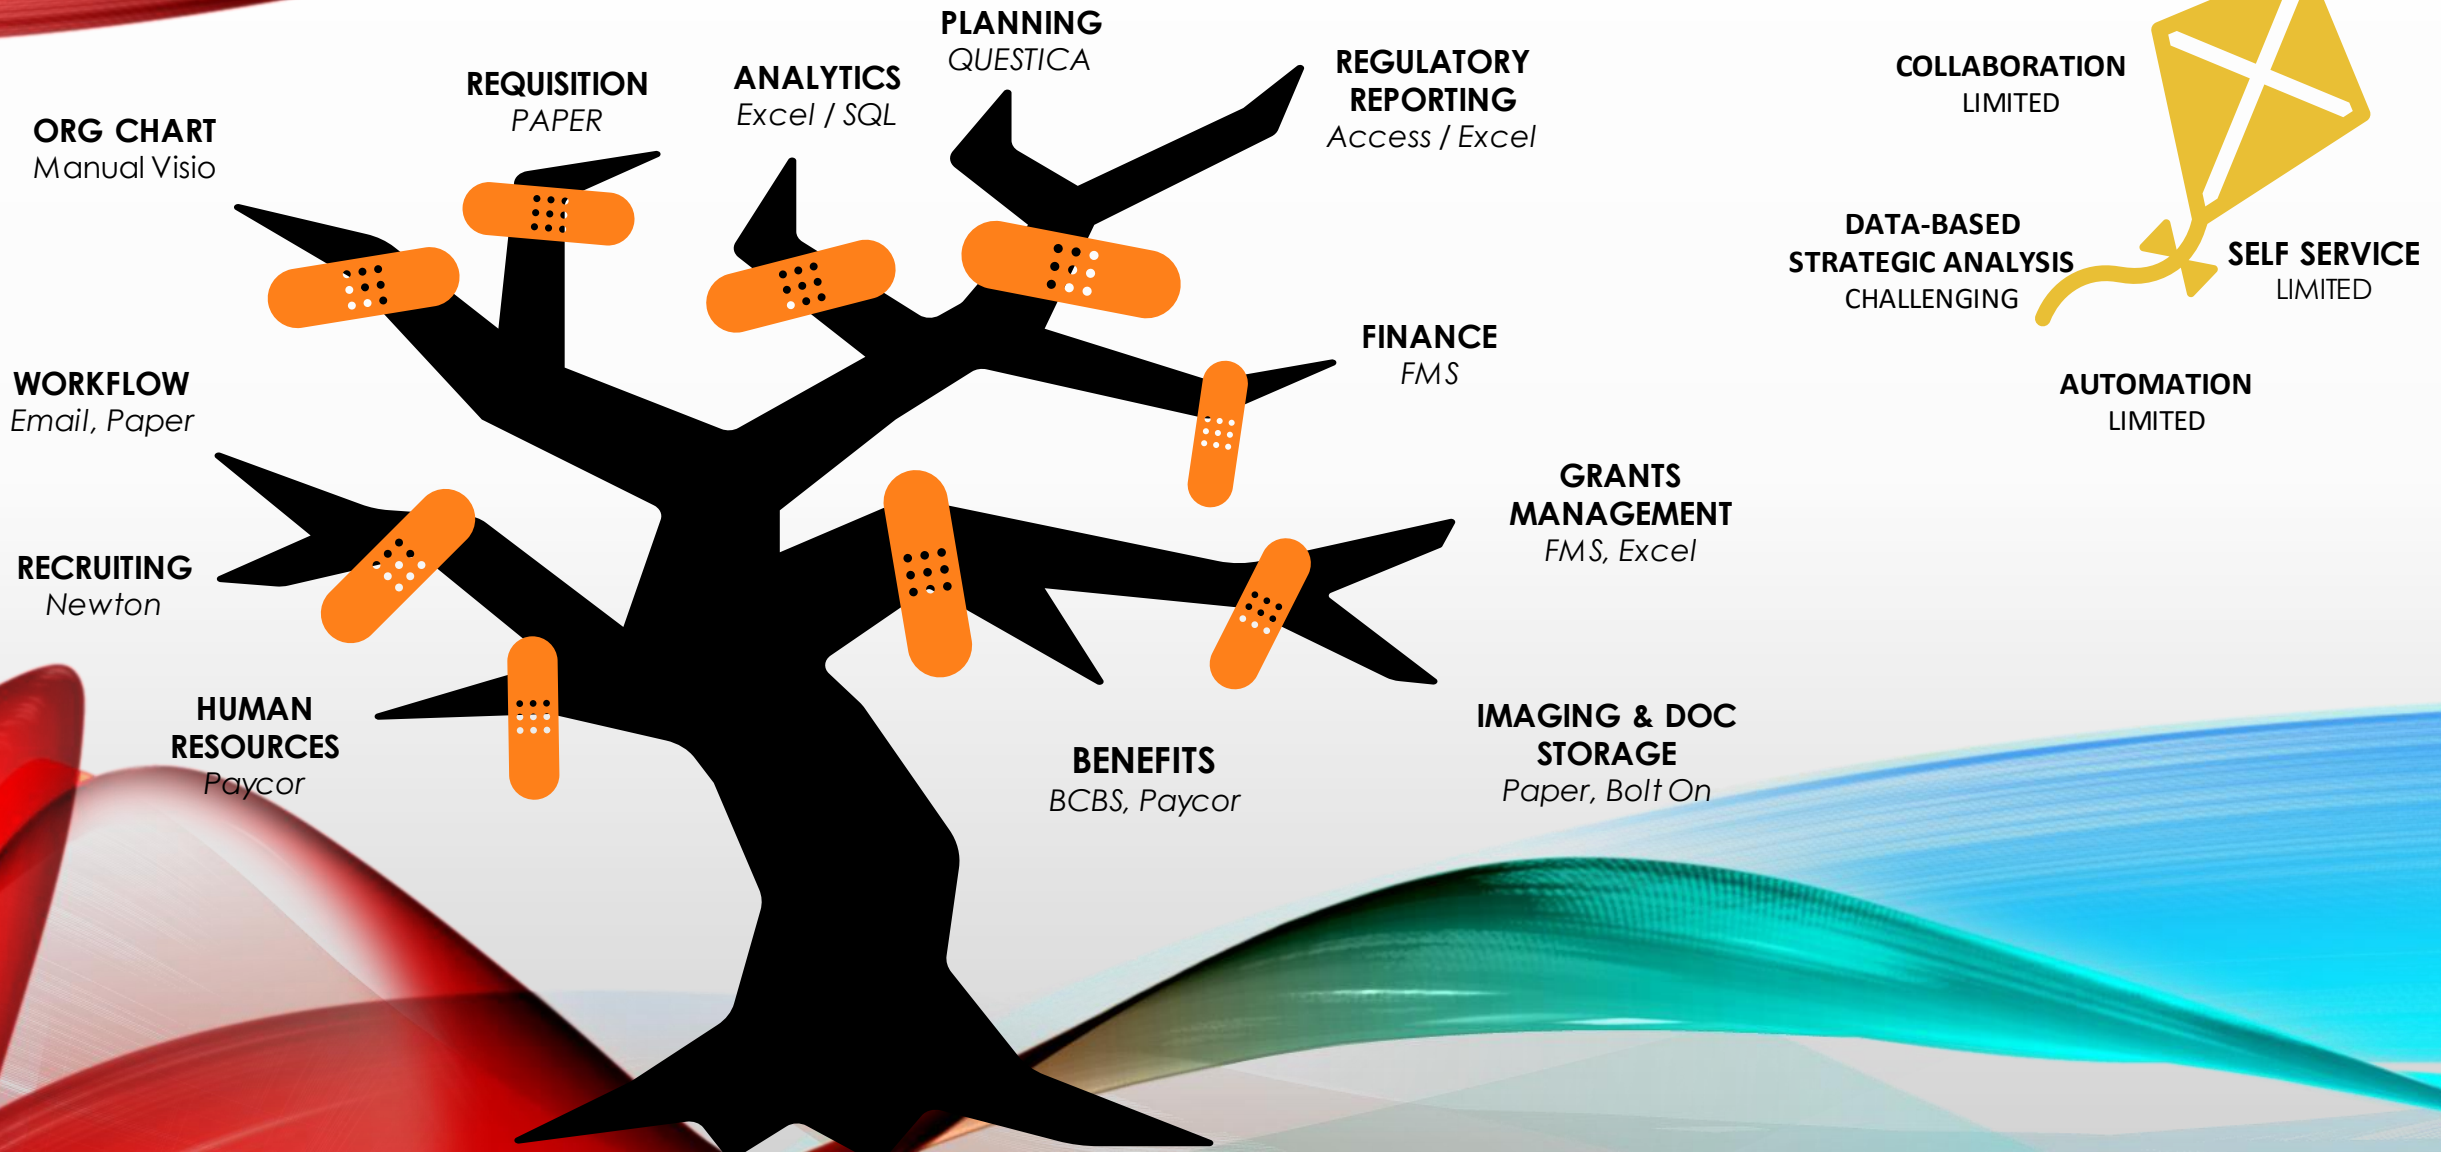 PLANNING
QUESTICA
REGULATORY
REPORTING
Access / Excel
ANALYTICS
Excel / SQL
REQUISITION
PAPER
ORG CHART
Manual Visio
COLLABORATION
LIMITED
DATA-BASED
STRATEGIC ANALYSIS
CHALLENGING
SELF SERVICE
LIMITED
AUTOMATION
LIMITED
FINANCE
FMS
WORKFLOW
Email, Paper
GRANTS
MANAGEMENT
FMS, Excel
RECRUITING
Newton
HUMAN
RESOURCES
Paycor
BENEFITS
BCBS, Paycor
IMAGING & DOC
STORAGE
Paper, Bolt On